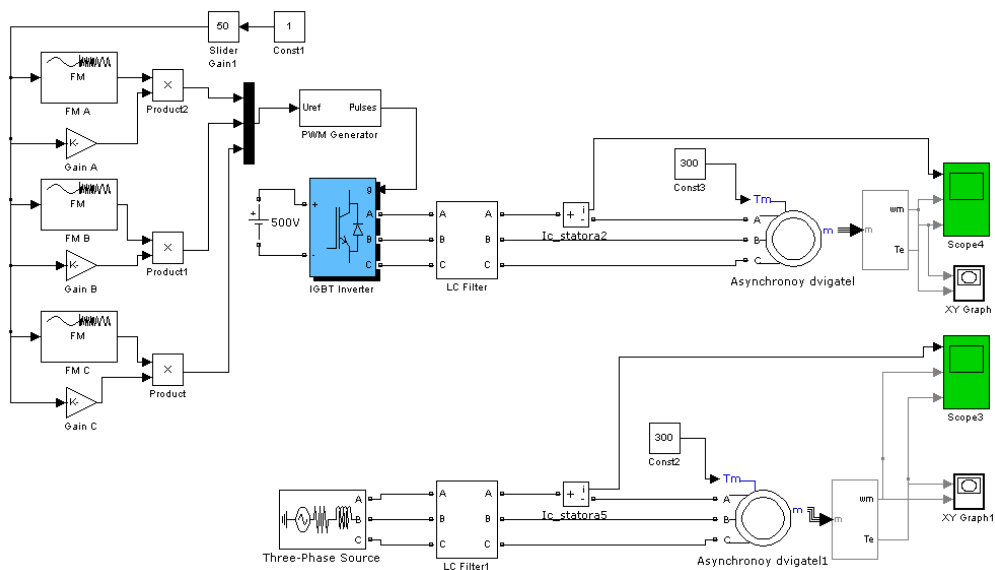 50
1
Slider
Gain1
Const1
FM
FM A
×
Product2
K-
Gain A
Uref Pulses
PWM Generator
FM
FM B
×
Product1
K-
Gain B
FM
FM C
×
Product
K-
Gain C
500V
g
+
-
A
B
C
IGBT Inverter
A A
B B
C C
LC Filter
+ i
-
Ic_statora2
300
Const3
Tm
A
B
C
m
Asynchronoy dvigatel
m
wm
Te
Scope4
XY Graph
A
B
C
Three-Phase Source
A A
B B
C C
LC Filter1
+ i
-
Ic_statora5
300
Const2
Tm
A
B
C
m
Asynchronoy dvigatel1
m
wm
Te
Scope3
XY Graph1